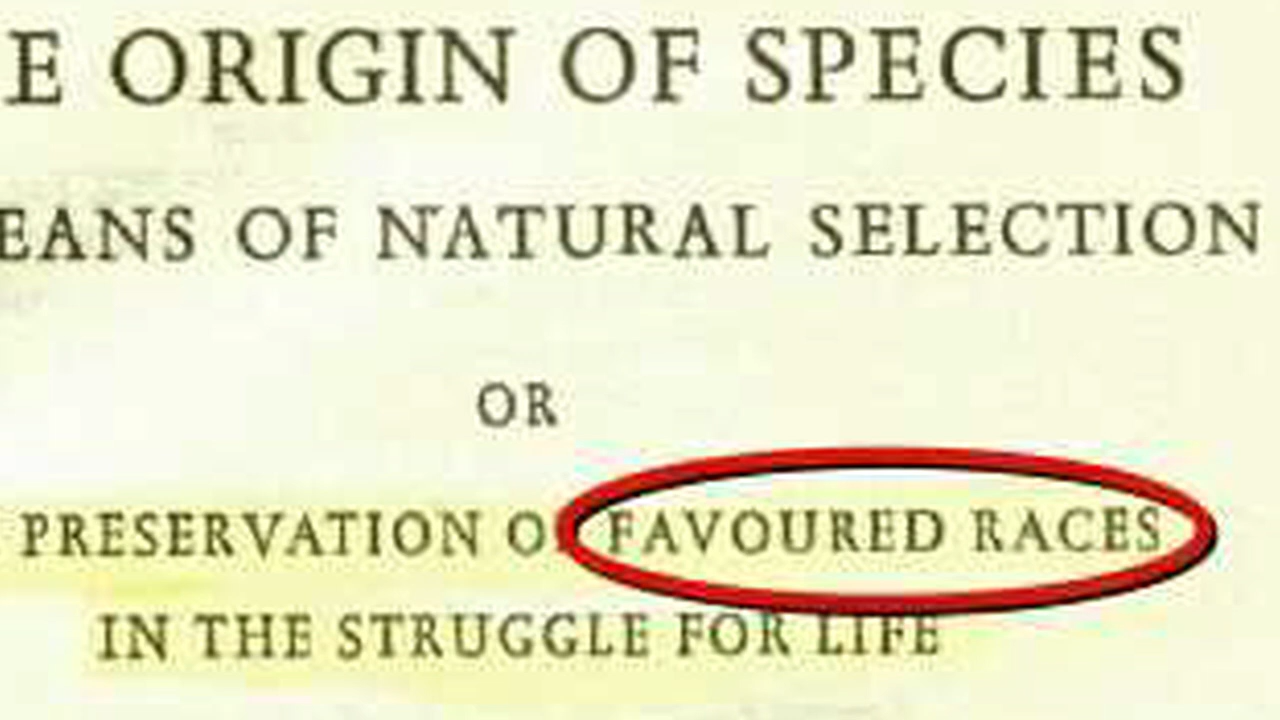 E ORIGIN OF SPECIES
EANS OF NATURAL SELECTION
OR
PRESERVATION O FAVOURED RACES
IN THE STRUGGLE FOR LIFE